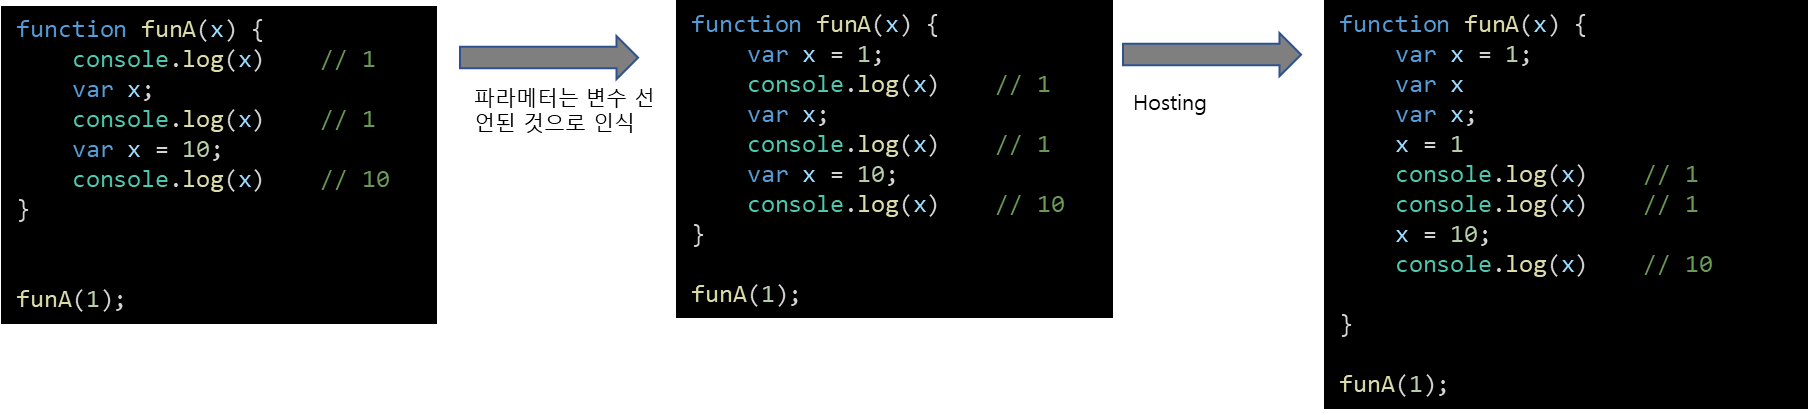 function funA(x) {
    console.log(x)    // 1
    var x;
    console.log(x)    // 1
    var x = 10;
    console.log(x)    // 10
}
funA(1);
파라메터는 변수 선
언된 것으로 인식
function funA(x) {
    var x = 1;
    console.log(x)    // 1
    var x;
    console.log(x)    // 1
    var x = 10;
    console.log(x)    // 10
}
funA(1);
Hosting
function funA(x) {
    var x = 1;
    var x
    var x;
    x = 1
    console.log(x)    // 1
    console.log(x)    // 1
    x = 10;
    console.log(x)    // 10
}
funA(1);